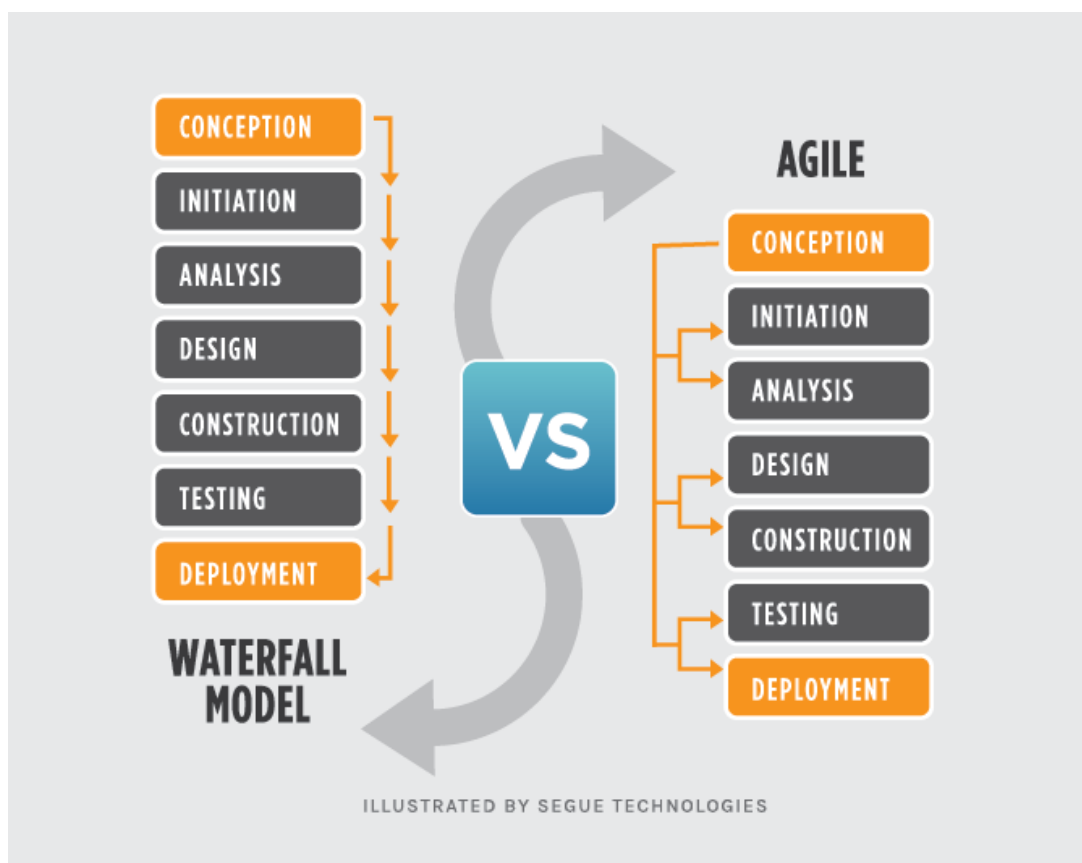 CONCEPTION
INITIATION
ANALYSIS
DESIGN
CONSTRUCTION
TESTING
DEPLOYMENT
WATERFALL
MODEL
VS
AGILE
CONCEPTION
INITIATION
ANALYSIS
DESIGN
CONSTRUCTION
TESTING
DEPLOYMENT
ILLUSTRATED BY SEGUE TECHNOLOGIES